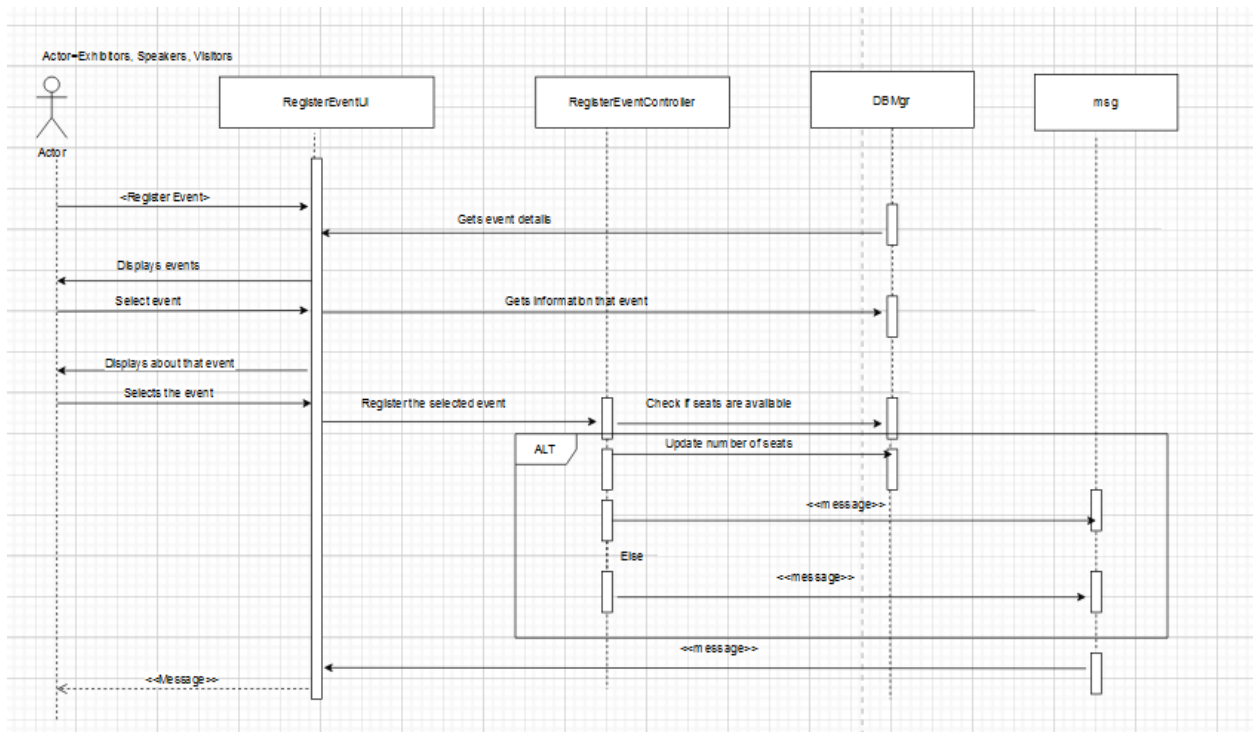 Actor=Exhibitors, Speakers, Visitors
Actor
RegisterEventUI
RegisterEventController
DBMgr
msg
<Register Event>
Gets event details
Displays events
Select event
Gets information that event
Displays about that event
Selects the event
Register the selected event
Check if seats are available
ALT
Update number of seats
<<message>>
Else
<<message>>
<<message>>
<<Message>>